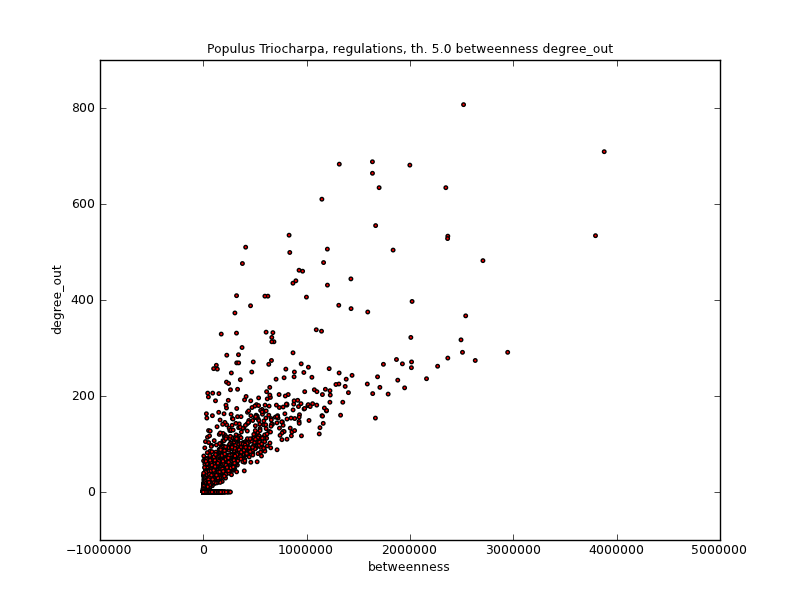 Populus Triocharpa, regulations, th. 5.0 betweenness degree_out
800
600
400
200
0
degree_out
−1000000 0 1000000 2000000 3000000 4000000 5000000
betweenness